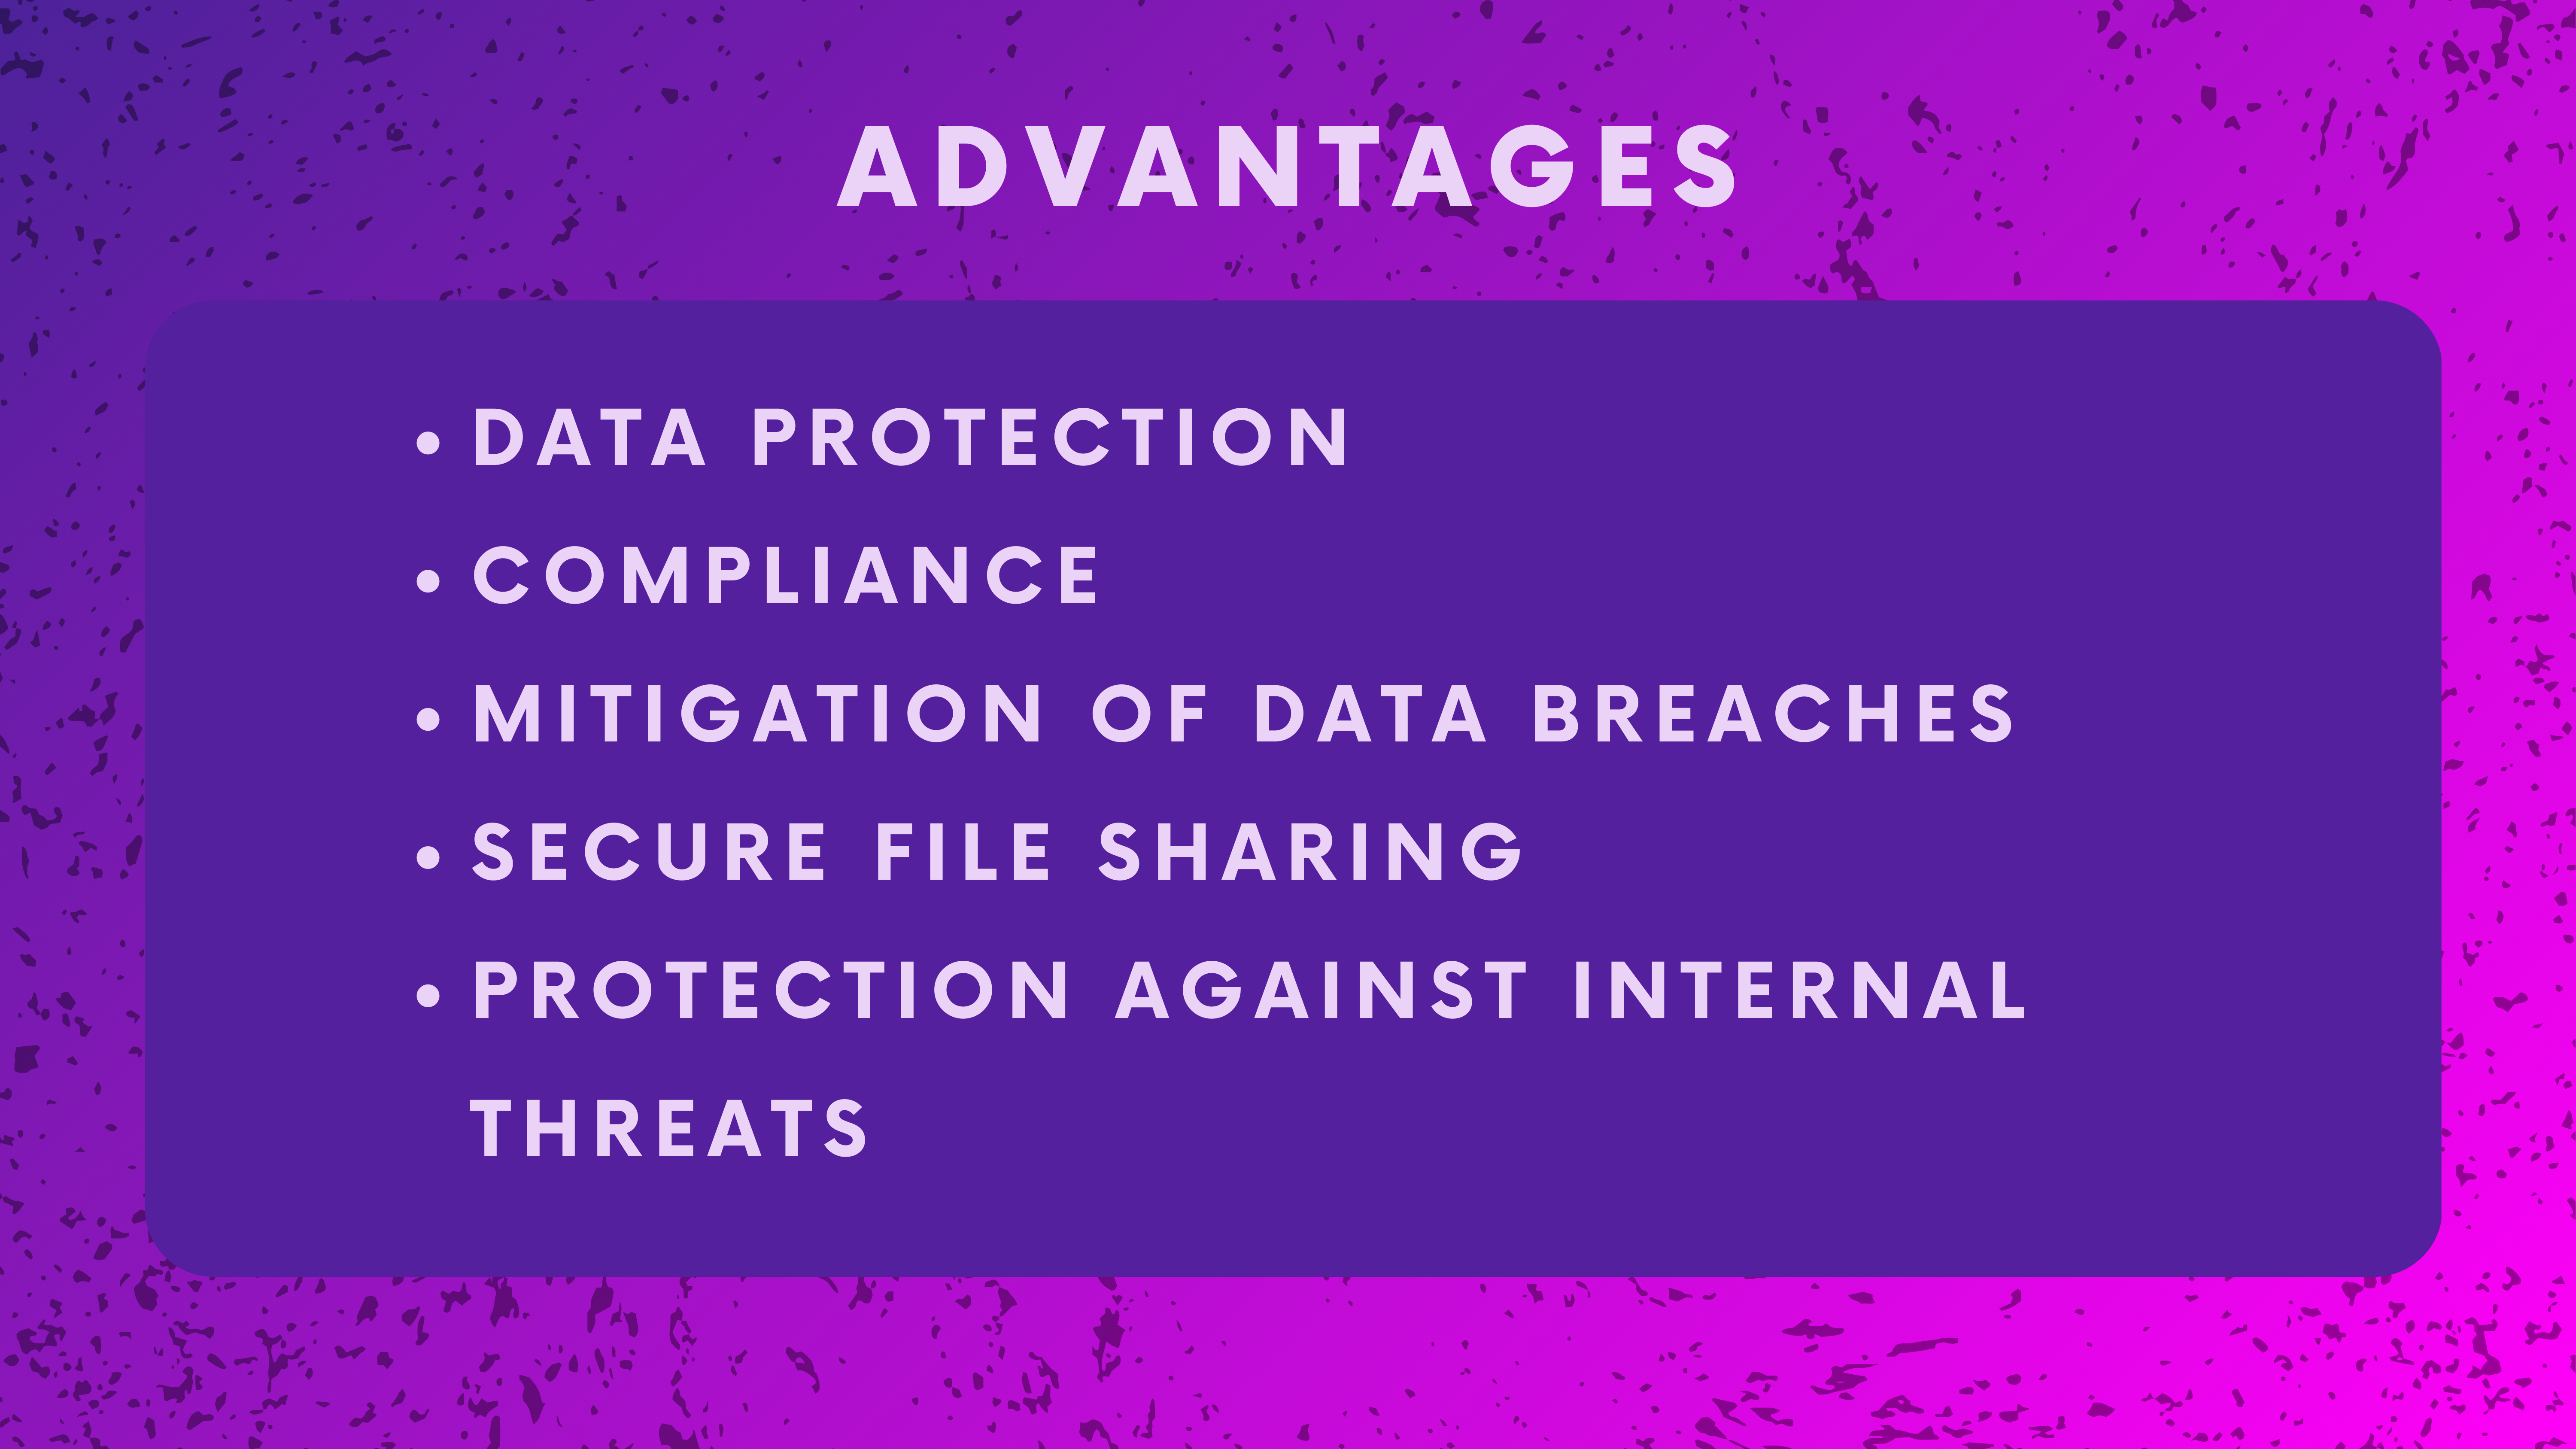 ADVANTAGES
• DATA PROTECTION
• COMPLIANCE
• MITIGATION OF DATA BREACHES
• SECURE FILE SHARING
• PROTECTION AGAINST INTERNAL
THREATS